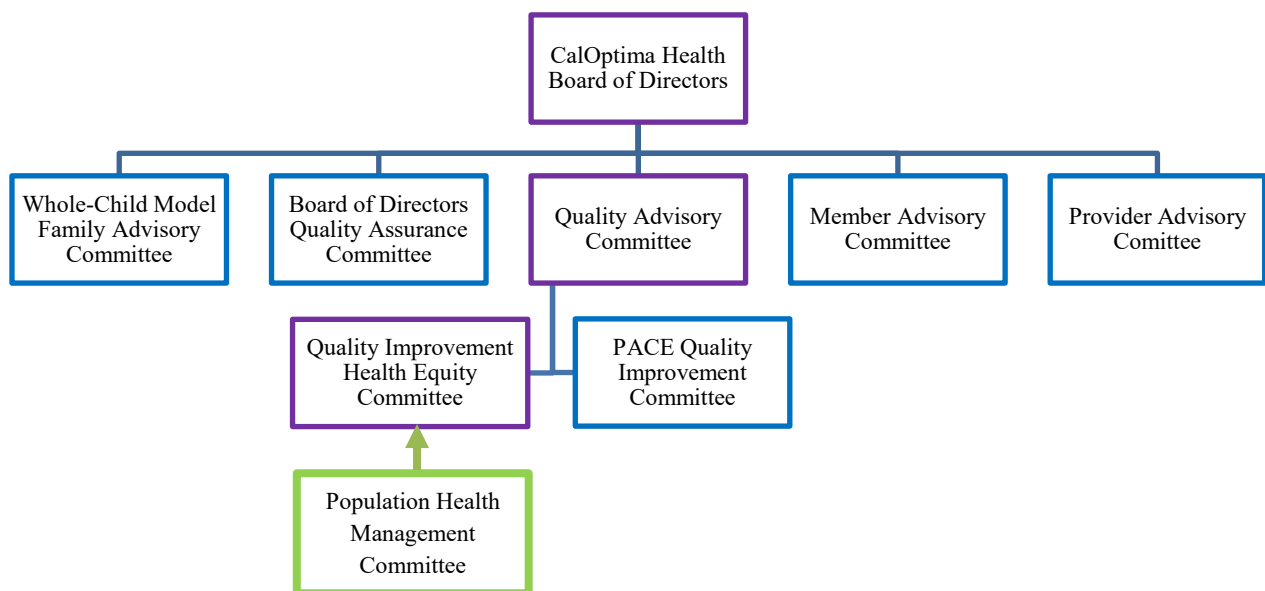 CalOptima Health
Board of Directors
Whole-Child Model
Family Advisory
Committee
Board of Directors
Quality Assurance
Committee
Quality Advisory
Committee
Member Advisory
Committee
Provider Advisory
Comittee
Quality Improvement
Health Equity
Committee
PACE Quality
Improvement
Committee
Population Health
Management
Committee